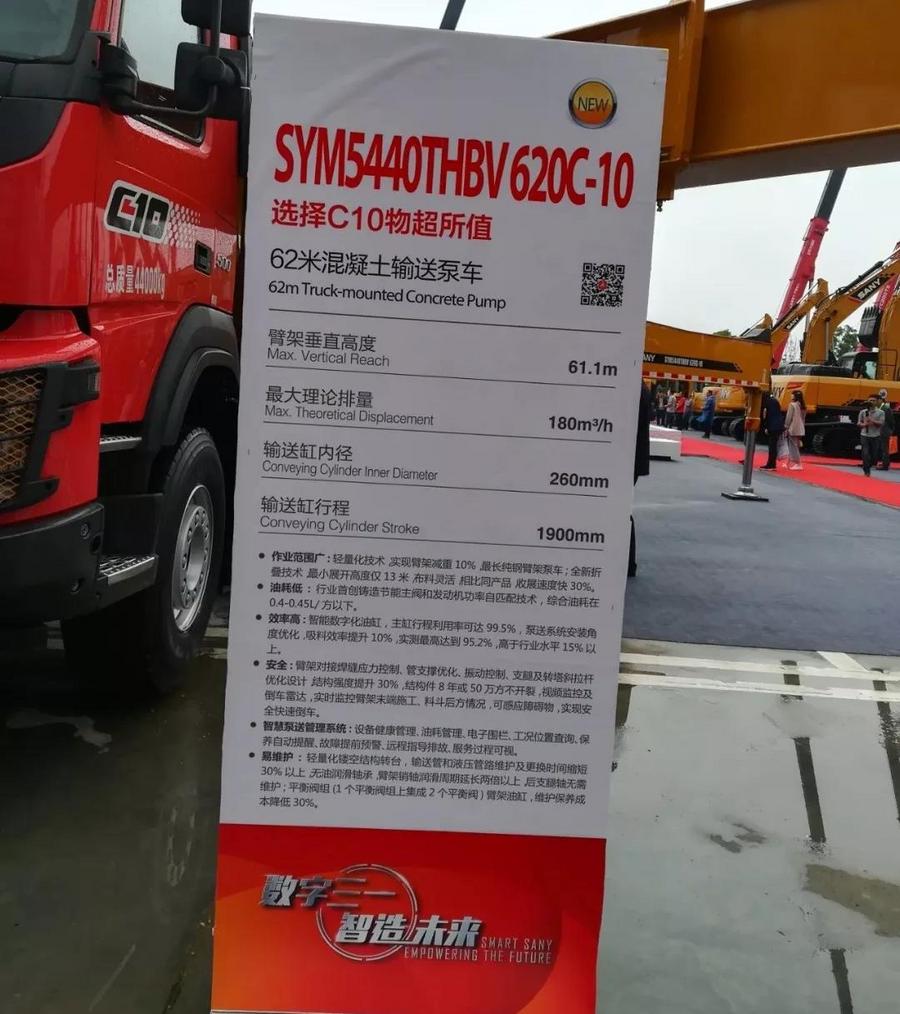 NEW
SYM5440THBV 620C-10
选择C10物超所值
62米混凝土输送泵车
62m Truck-mounted Concrete Pump
臂架垂直高度
Max. Vertical Reach
61.1m
最大理论排量
Max. Theoretical Displacement
180m³/h
输送缸内径
Conveying Cylinder Inner Diameter
260mm
输送缸行程
Conveying Cylinder Stroke
1900mm
● 作业范围广：轻量化技术,实现臂架减重 10% ,最长纯钢臂架泵车；全新折
叠技术,最小展开高度仅 13 米 ,布料灵活 ,相比同产品 ,收展速度快 30%。
● 油耗低：行业首创铸造节能主阀和发动机功率自匹配技术，综合油耗在
0.4-0.45L/ 方以下。
● 效率高：智能数字化油缸，主缸行程利用率可达 99.5%，泵送系统安装角
度优化 , 吸料效率提升 10% ,实测最高达到 95.2% ,高于行业水平 15% 以
上。
● 安全：臂架对接焊缝应力控制、管支撑优化、振动控制、支腿及转塔斜拉杆
优化设计 ,结构强度提升 30% ,结构件 8 年或 50 万方不开裂 ,视频监控及
倒车雷达 , 实时监控臂架末端施工、料斗后方情况，可感应障碍物，实现安
全快速倒车。
● 智慧泵送管理系统：设备健康管理、油耗管理、电子围栏、工况位置查询、保
养自动提醒、故障提前预警、远程指导排故、服务过程可视。
● 易维护：轻量化镂空结构转台，输送管和液压管路维护及更换时间缩短
30% 以上 ,无油润滑轴承 ,臂架销轴润滑周期延长两倍以上 ,后支腿轴无需
维护；平衡阀组 (1 个平衡阀组上集成 2 个平衡阀 ) 臂架油缸 , 维护保养成
本降低 30%。
数字三一
智造未来
SMART SANY
EMPOWERING THE FUTURE
C10
总质量44000kg
500
SANY
ANY SYM5440THBV 620C-10